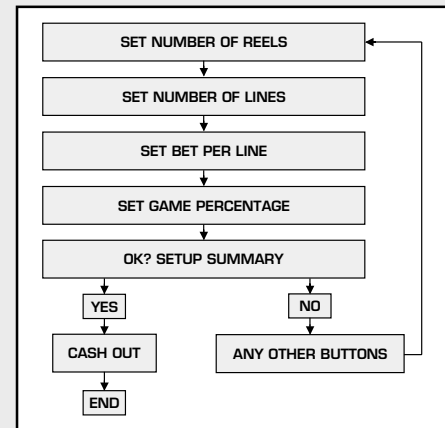 SET NUMBER OF REELS
SET NUMBER OF LINES
SET BET PER LINE
SET GAME PERCENTAGE
OK? SETUP SUMMARY
YES
NO
CASH OUT
ANY OTHER BUTTONS
END